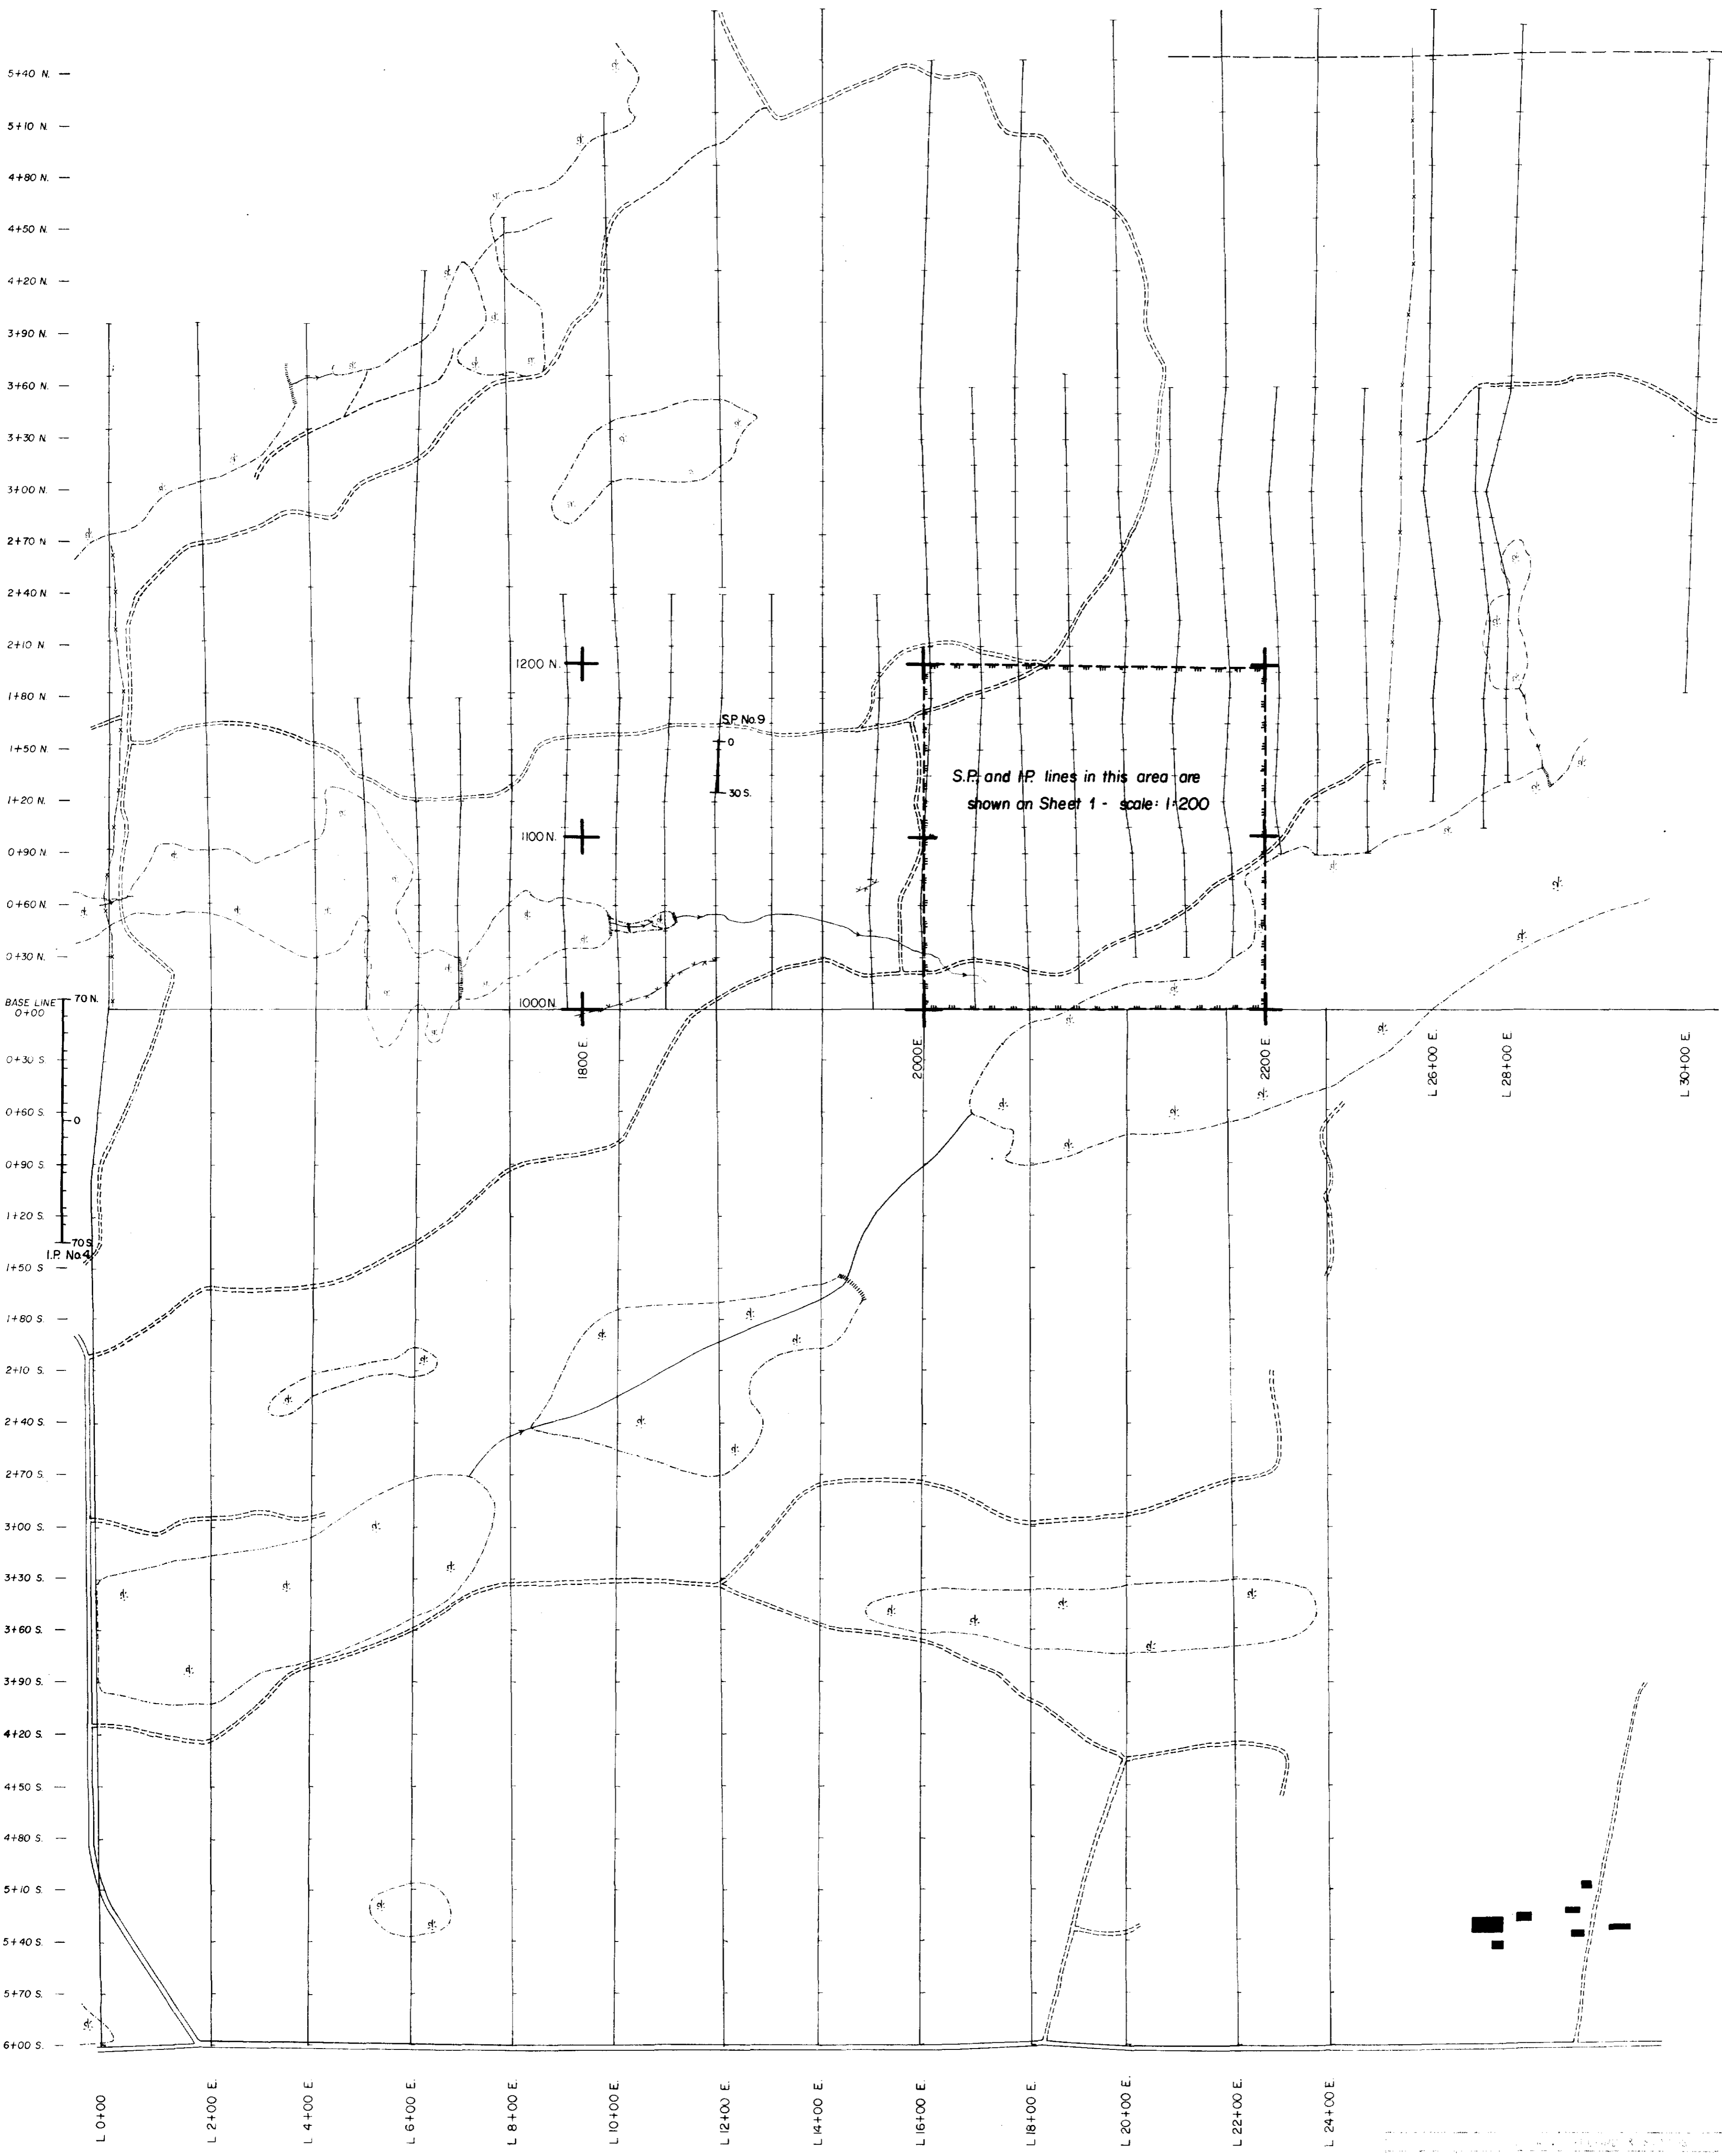 5+40 N.
5+10 N.
4+80 N.
4+50 N.
4+20 N.
3+90 N.
3+60 N.
3+30 N.
3+00 N.
2+70 N
2+40 N.
2+10 N
1200 N.
1+80 N.
S.P. No. 9
0
1+50 N.
S.P. and I.P. lines in this area are
shown on Sheet 1 - scale: 1:200
30 S.
1+20 N.
1100 N.
0+90 N
0+60 N.
0+30 N.
70 N.
BASE LINE
0+00
1000 N
1800 E
2000 E
2200 E
L 26+00 E.
L 28+00 E.
L 30+00 E.
0+30 S.
0+60 S.
0
0+90 S.
1+20 S.
70 S
I.P. No. 4
1+50 S
1+80 S.
2+10 S.
2+40 S.
2+70 S.
3+00 S.
3+30 S.
3+60 S.
3+90 S.
4+20 S.
4+50 S.
4+80 S.
5+10 S.
5+40 S.
5+70 S.
6+00 S.
L 0+00
L 2+00 E.
L 4+00 E.
L 6+00 E.
L 8+00 E.
L 10+00 E.
L 12+00 E.
L 14+00 E.
L 16+00 E.
L 18+00 E.
L 20+00 E.
L 22+00 E.
L 24+00 E.